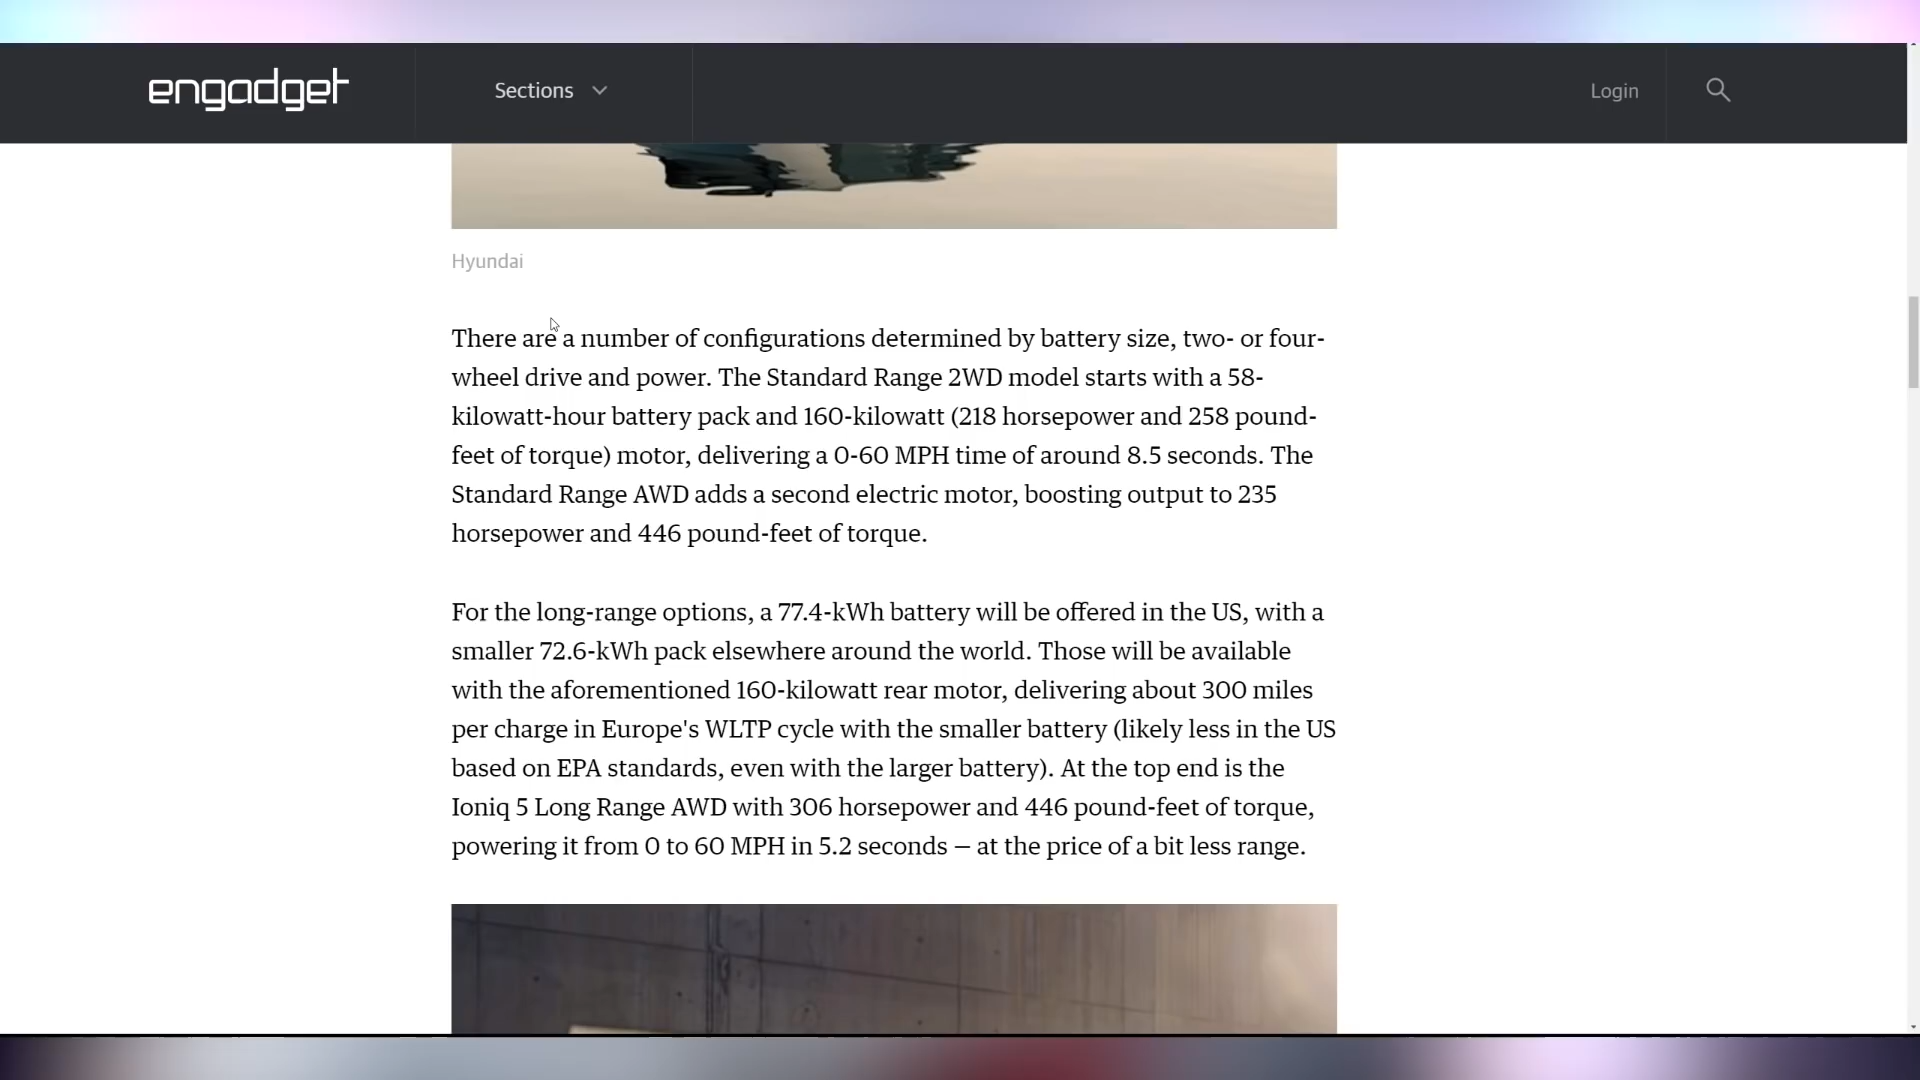 engadget
Sections
Login
Hyundai
There are a number of configurations determined by battery size, two- or four-
wheel drive and power. The Standard Range 2WD model starts with a 58-
kilowatt-hour battery pack and 160-kilowatt (218 horsepower and 258 pound-
feet of torque) motor, delivering a 0-60 MPH time of around 8.5 seconds. The
Standard Range AWD adds a second electric motor, boosting output to 235
horsepower and 446 pound-feet of torque.
For the long-range options, a 77.4-kWh battery will be offered in the US, with a
smaller 72.6-kWh pack elsewhere around the world. Those will be available
with the aforementioned 160-kilowatt rear motor, delivering about 300 miles
per charge in Europe's WLTP cycle with the smaller battery (likely less in the US
based on EPA standards, even with the larger battery). At the top end is the
Ioniq 5 Long Range AWD with 306 horsepower and 446 pound-feet of torque,
powering it from 0 to 60 MPH in 5.2 seconds — at the price of a bit less range.